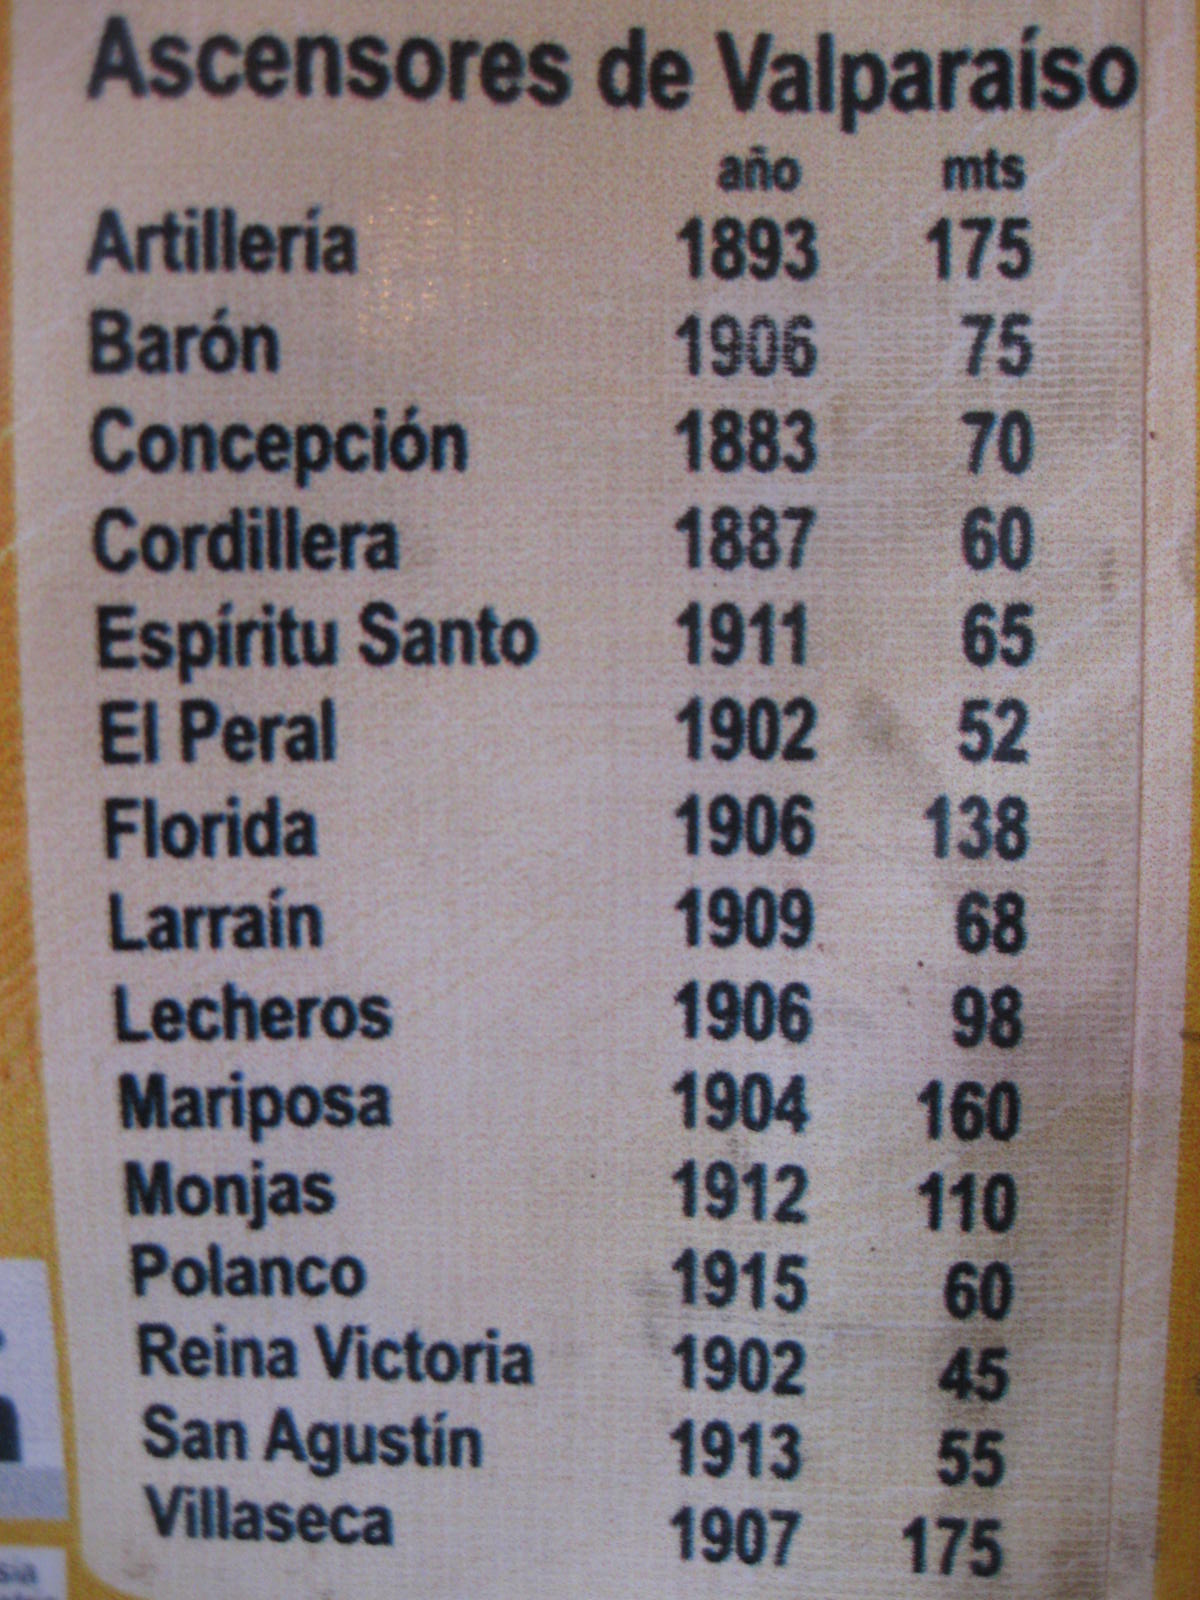 Ascensores de Valparaíso
año mts
Artillería 1893 175
Barón 1906 75
Concepción 1883 70
Cordillera 1887 60
Espíritu Santo 1911 65
El Peral 1902 52
Florida 1906 138
Larraín 1909 68
Lecheros 1906 98
Mariposa 1904 160
Monjas 1912 110
Polanco 1915 60
Reina Victoria 1902 45
San Agustín 1913 55
Villaseca 1907 175